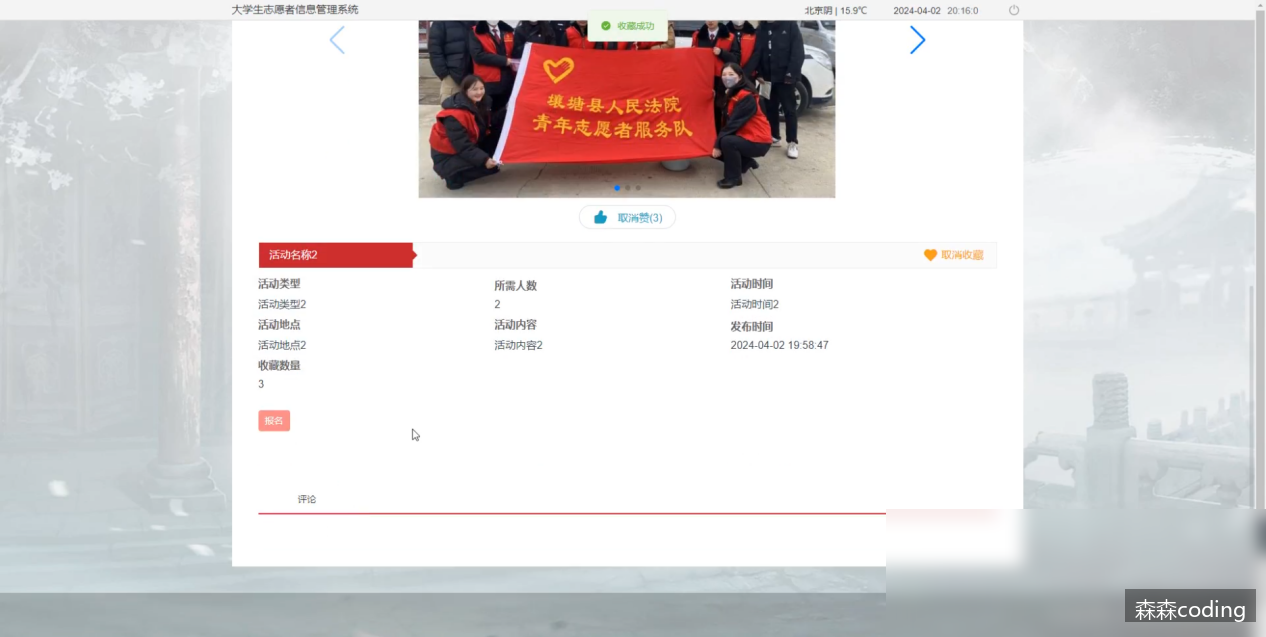 大学生志愿者信息管理系统
北京阴 | 15.9℃
2024-04-02 20:16:0
收藏成功
壤塘县人民法院
青年志愿者服务队
取消赞(3)
活动名称2
取消收藏
活动类型
所需人数
活动时间
活动类型2
2
活动时间2
活动地点
活动内容
发布时间
活动地点2
活动内容2
2024-04-02 19:58:47
收藏数量
3
报名
评论
森森coding